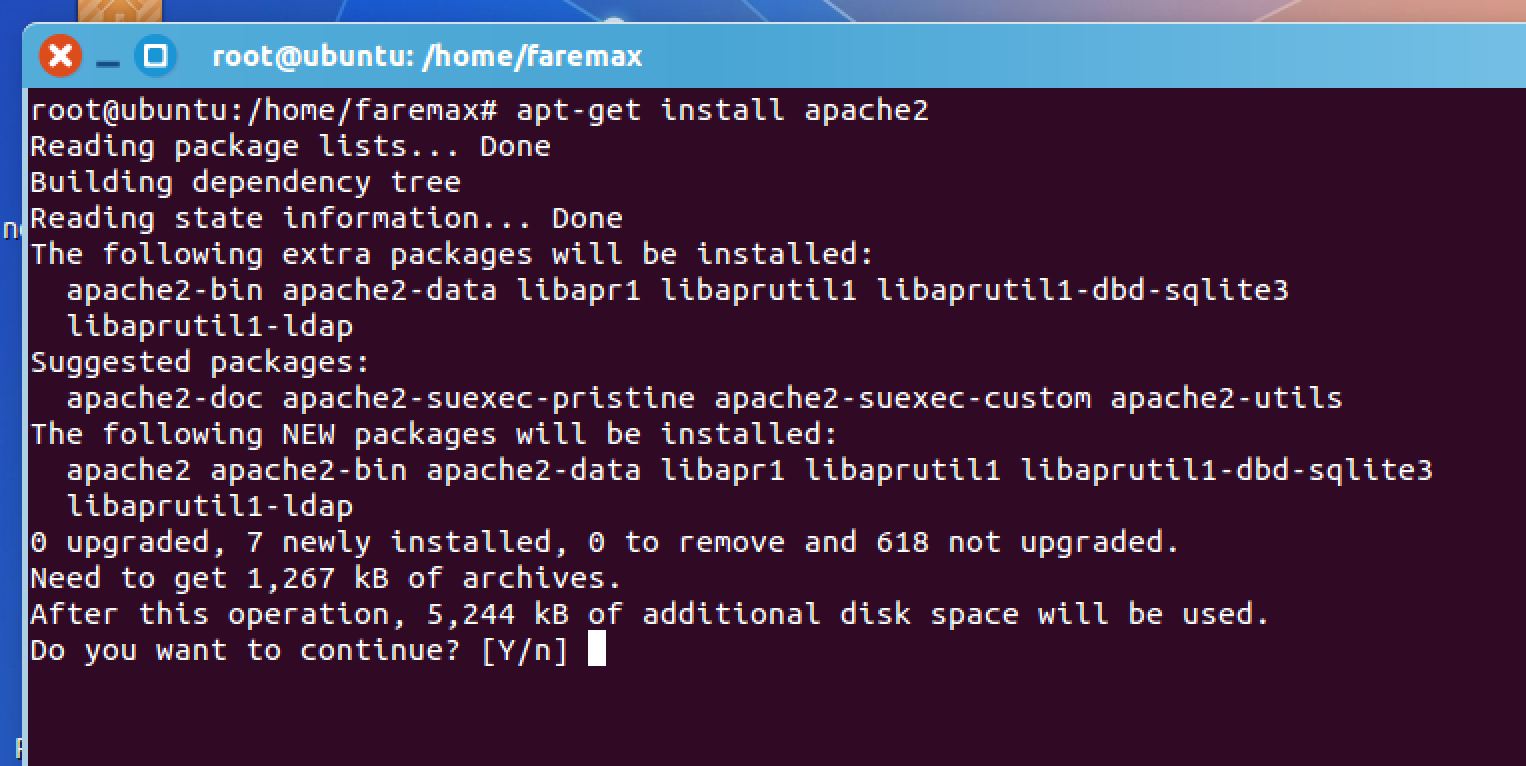 root@ubuntu: /home/faremax
root@ubuntu:/home/faremax# apt-get install apache2
Reading package lists... Done
Building dependency tree
Reading state information... Done
The following extra packages will be installed:
  apache2-bin apache2-data libapr1 libaprutil1 libaprutil1-dbd-sqlite3
  libaprutil1-ldap
Suggested packages:
  apache2-doc apache2-suexec-pristine apache2-suexec-custom apache2-utils
The following NEW packages will be installed:
  apache2 apache2-bin apache2-data libapr1 libaprutil1 libaprutil1-dbd-sqlite3
  libaprutil1-ldap
0 upgraded, 7 newly installed, 0 to remove and 618 not upgraded.
Need to get 1,267 kB of archives.
After this operation, 5,244 kB of additional disk space will be used.
Do you want to continue? [Y/n]